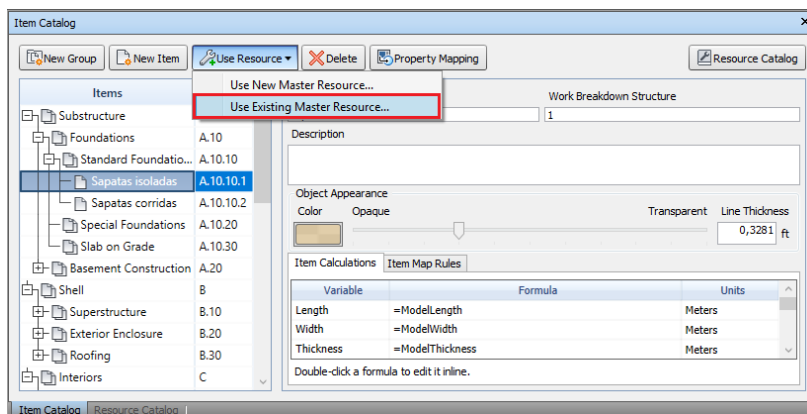 Item Catalog
New Group New Item Use Resource Delete Property Mapping Resource Catalog
Use New Master Resource...
Use Existing Master Resource...
Items
Work Breakdown Structure
1
Substructure
Foundations A.10
Standard Foundatio... A.10.10
Sapatas isoladas A.10.10.1
Sapatas corridas A.10.10.2
Special Foundations A.10.20
Slab on Grade A.10.30
Basement Construction A.20
Shell B
Superstructure B.10
Exterior Enclosure B.20
Roofing B.30
Interiors C
Description
Object Appearance
Color Opaque Transparent Line Thickness
0,3281 ft
Item Calculations Item Map Rules
Variable Formula Units
Length =ModelLength Meters
Width =ModelWidth Meters
Thickness =ModelThickness Meters
Double-click a formula to edit it inline.
Item Catalog Resource Catalog